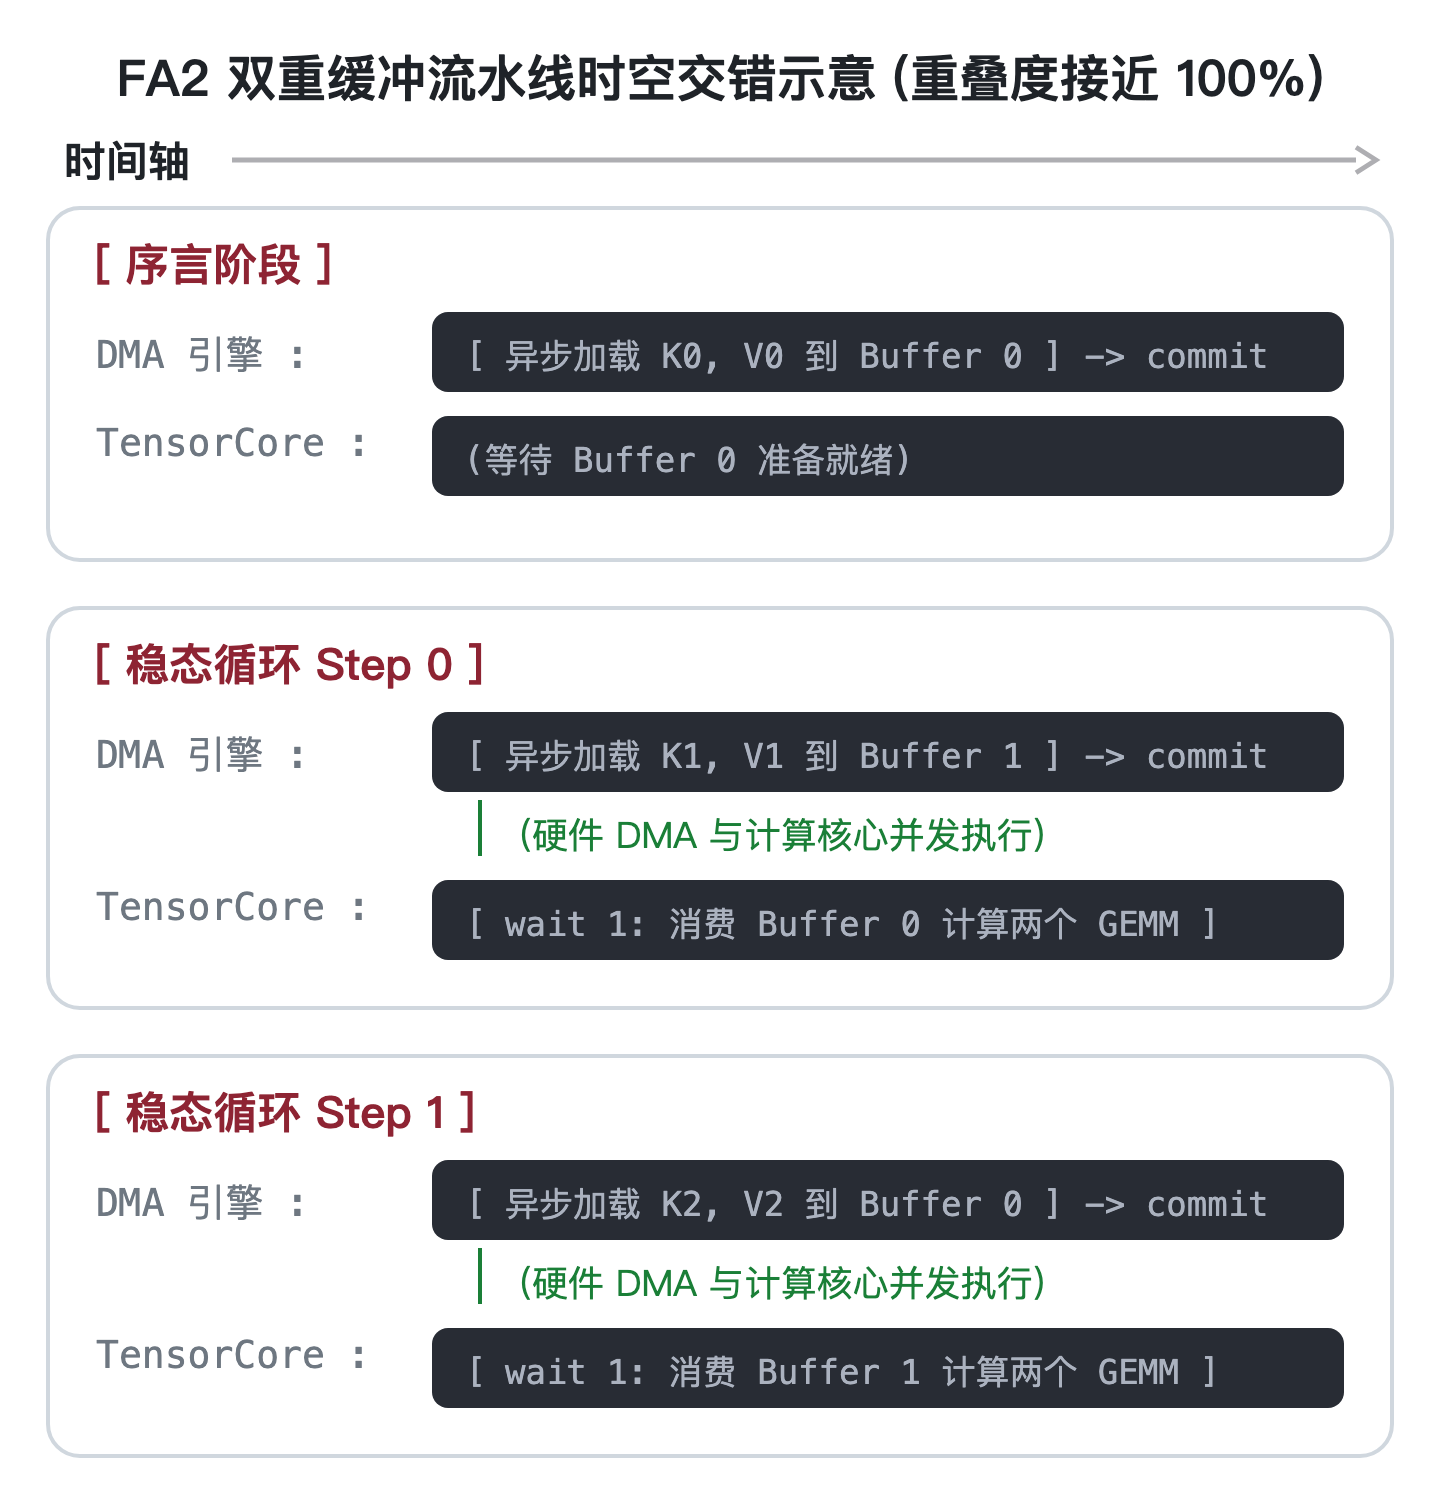 FA2 双重缓冲流水线时空交错示意 (重叠度接近 100%)
时间轴
[ 序言阶段 ]
DMA 引擎 : [ 异步加载 K0, V0 到 Buffer 0 ] -> commit
TensorCore : (等待 Buffer 0 准备就绪)
[ 稳态循环 Step 0 ]
DMA 引擎 : [ 异步加载 K1, V1 到 Buffer 1 ] -> commit
(硬件 DMA 与计算核心并发执行)
TensorCore : [ wait 1: 消费 Buffer 0 计算两个 GEMM ]
[ 稳态循环 Step 1 ]
DMA 引擎 : [ 异步加载 K2, V2 到 Buffer 0 ] -> commit
(硬件 DMA 与计算核心并发执行)
TensorCore : [ wait 1: 消费 Buffer 1 计算两个 GEMM ]